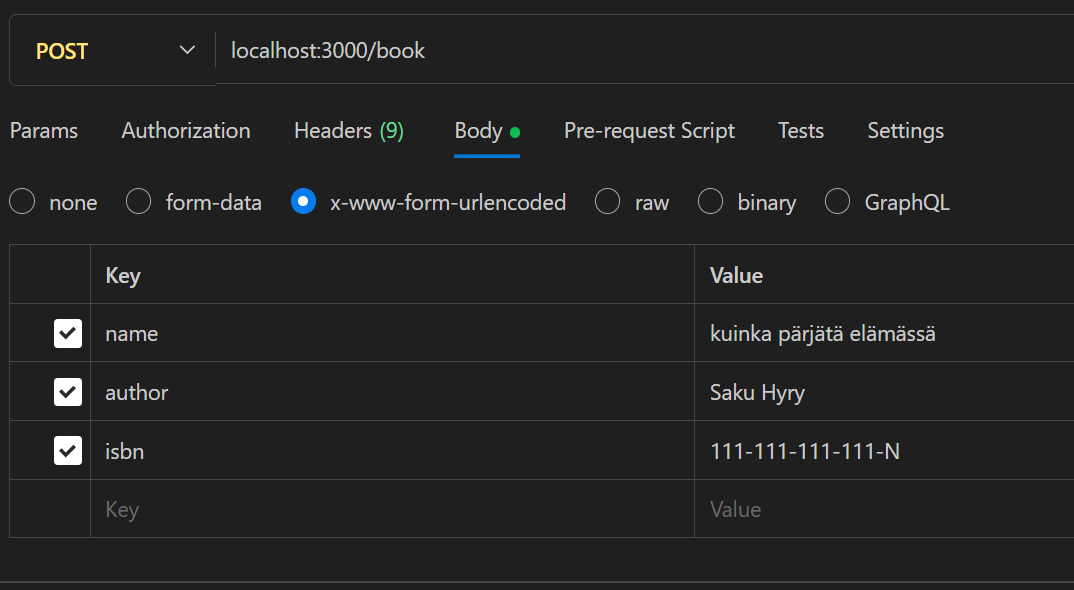 POST localhost:3000/book
Params Authorization Headers (9) Body Pre-request Script Tests Settings
none form-data x-www-form-urlencoded raw binary GraphQL
Key Value
name kuinka pärjätä elämässä
author Saku Hyry
isbn 111-111-111-111-N
Key Value